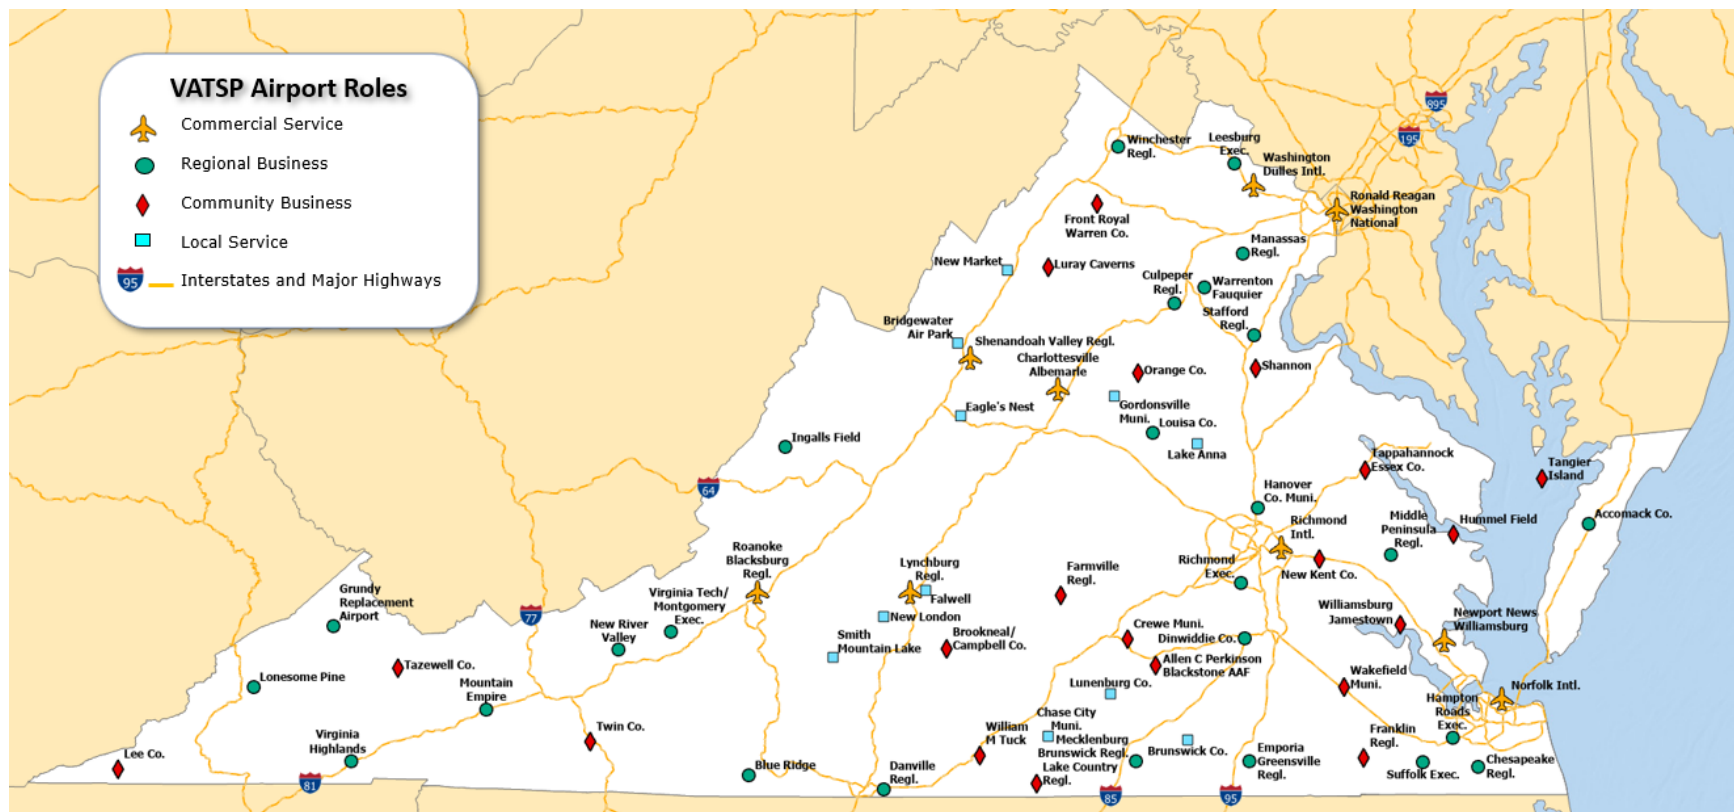 VATSP Airport Roles
Commercial Service
Regional Business
Community Business
Local Service
95
Interstates and Major Highways
895
195
Winchester
Regl.
Leesburg
Exec.
Washington
Dulles Intl.
Ronald Reagan
Washington
National
Front Royal
Warren Co.
Manassas
Regl.
New Market
Luray Caverns
Culpeper
Regl.
Warrenton
Fauquier
Stafford
Regl.
Bridgewater
Air Park
Shenandoah Valley Regl.
Charlottesville
Albemarle
Orange Co.
Shannon
Eagle's Nest
Gordonsville
Muni.
Louisa Co.
Lake Anna
Ingalls Field
64
Tappahannock
Essex Co.
Tangier
Island
Hanover
Co. Muni.
Richmond
Intl.
Middle
Peninsula
Regl.
Hummel Field
Accomack Co.
Roanoke
Blacksburg
Regl.
Lynchburg
Regl.
Falwell
Farmville
Regl.
Richmond
Exec.
New Kent Co.
Grundy
Replacement
Airport
77
Virginia Tech/
Montgomery
Exec.
New River
Valley
New London
Smith
Mountain Lake
Brookneal/
Campbell Co.
Crewe Muni.
Dinwiddie Co.
Williamsburg
Jamestown
Newport News
Williamsburg
Allen C Perkinson
Blackstone AAF
Lonesome Pine
Tazewell Co.
Mountain
Empire
Lunenburg Co.
Wakefield
Muni.
Norfolk Intl.
Hampton
Roads
Exec.
Virginia
Highlands
Twin Co.
William
M Tuck
Chase City
Muni.
Mecklenburg
Brunswick Regl.
Lake Country
Regl.
Brunswick Co.
Emporia
Greensville
Regl.
Franklin
Regl.
Suffolk Exec.
Chesapeake
Regl.
Lee Co.
81
Blue Ridge
Danville
Regl.
85
95